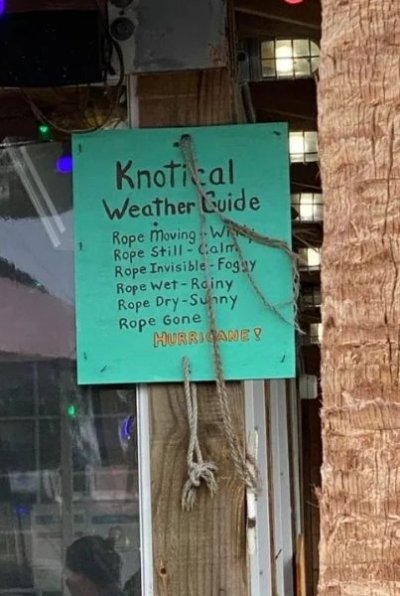 Knotical
Weather Guide
Rope Moving - Windy
Rope Still - Calm
Rope Invisible - Foggy
Rope Wet - Rainy
Rope Dry - Sunny
Rope Gone
HURRICANE!